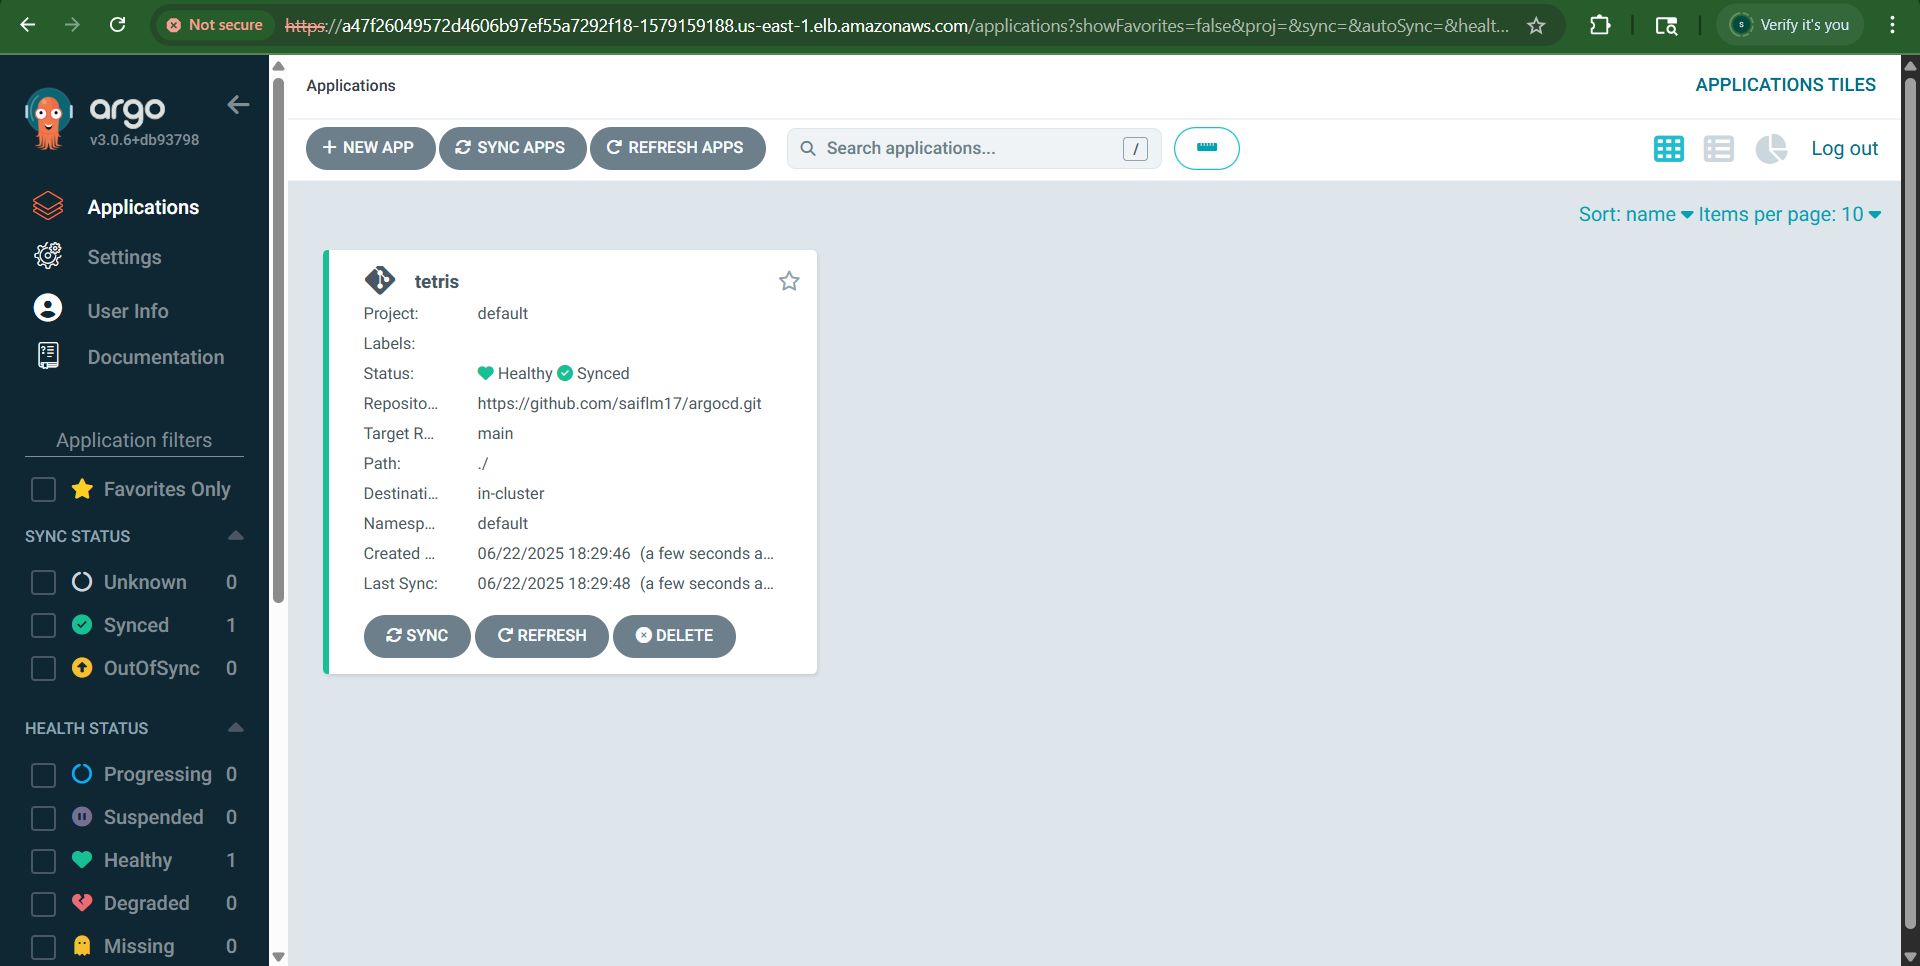 Not secure
https://a47f26049572d4606b97ef55a7292f18-1579159188.us-east-1.elb.amazonaws.com/applications?showFavorites=false&proj=&sync=&autoSync=&healt...
S
Verify it's you
argo
v3.0.6+db93798
Applications
Settings
User Info
Documentation
Application filters
Favorites Only
SYNC STATUS
Unknown 0
Synced 1
OutOfSync 0
HEALTH STATUS
Progressing 0
Suspended 0
Healthy 1
Degraded 0
Missing 0
Applications
APPLICATIONS TILES
+ NEW APP
SYNC APPS
REFRESH APPS
Search applications...
/
Log out
Sort: name
Items per page: 10
tetris
Project: default
Labels:
Status: Healthy Synced
Reposito... https://github.com/saiflm17/argocd.git
Target R... main
Path: ./
Destinati... in-cluster
Namesp... default
Created ... 06/22/2025 18:29:46 (a few seconds a...
Last Sync: 06/22/2025 18:29:48 (a few seconds a...
SYNC
REFRESH
DELETE